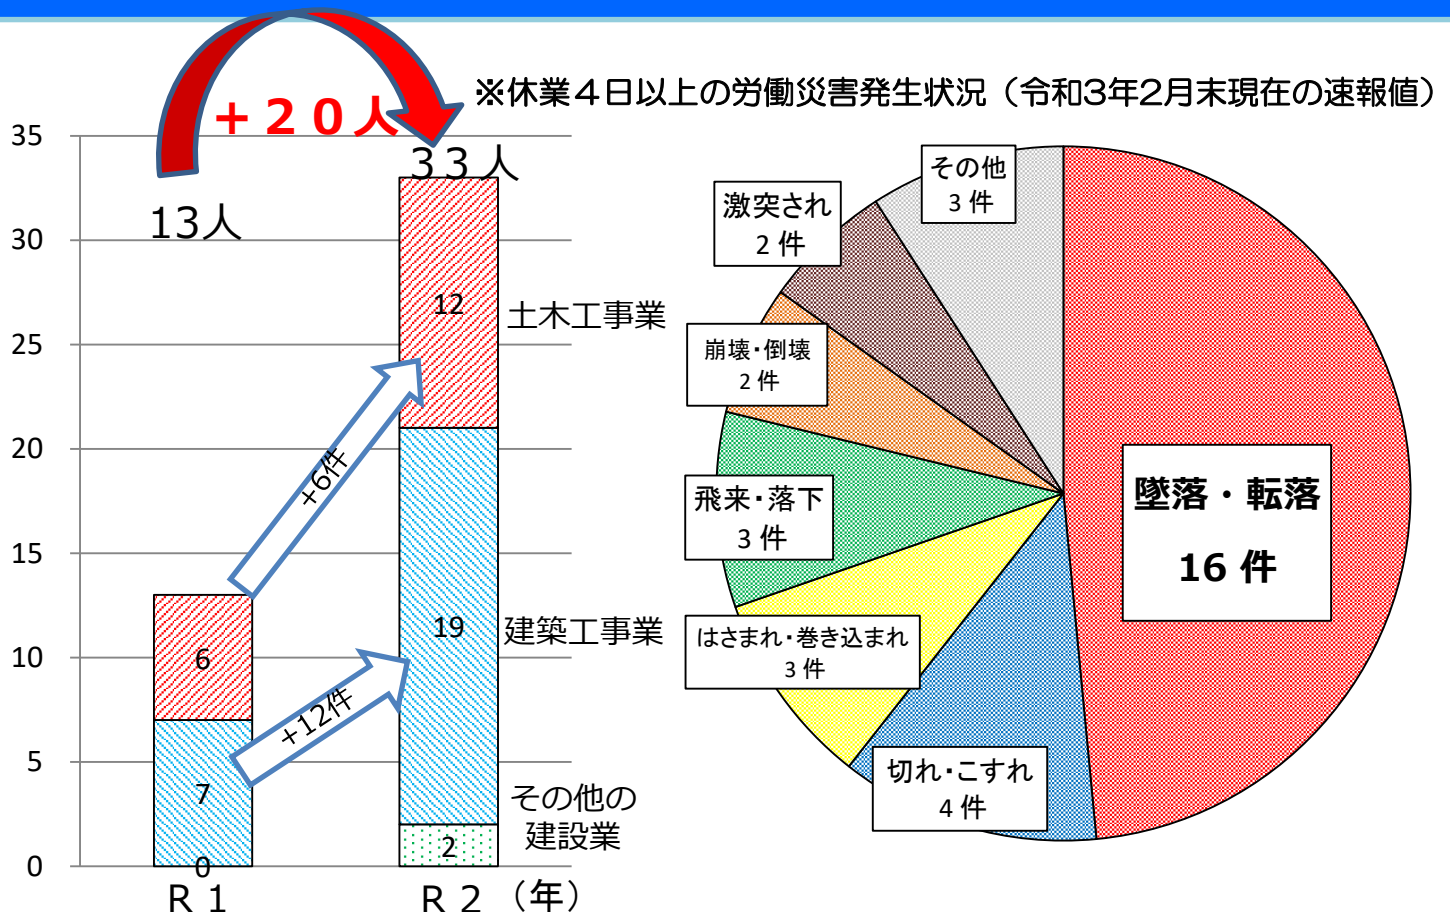 ※休業４日以上の労働災害発生状況（令和3年2月末現在の速報値）
＋２０人
３３人
13人
35
30
25
20
15
10
5
0
12
土木工事業
+6件
19
建築工事業
6
+12件
7
その他の
建設業
2
0
R 1
R 2
（年）
その他
3 件
激突され
2 件
崩壊・倒壊
2 件
飛来・落下
3 件
はさまれ・巻き込まれ
3 件
切れ・こすれ
4 件
墜落・転落
16 件